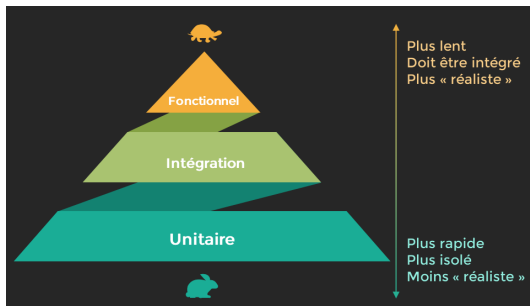 Plus lent
Doit être intégré
Plus « réaliste »
Fonctionnel
Intégration
Unitaire
Plus rapide
Plus isolé
Moins « réaliste »